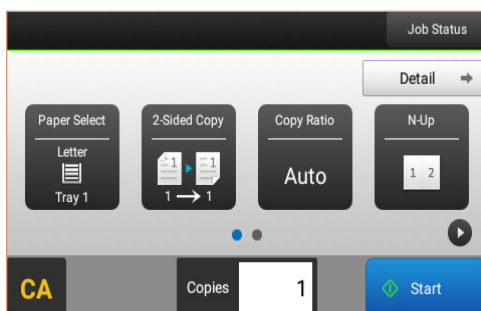 Job Status
Detail
Paper Select
Letter
Tray 1
2-Sided Copy
1 1
1 → 1
Copy Ratio
Auto
N-Up
1 2
CA
Copies
1
Start